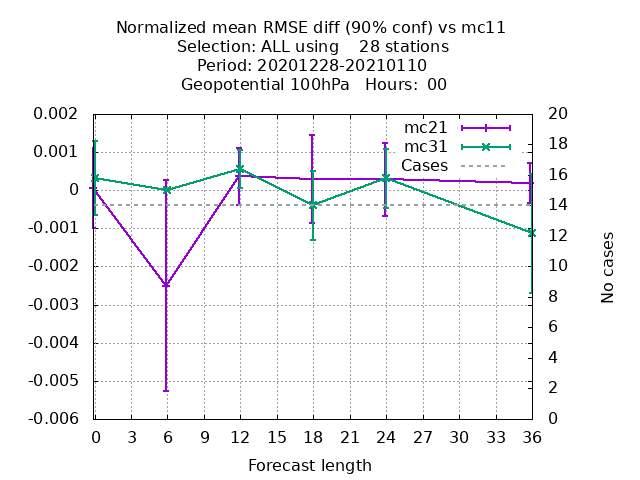 Normalized mean RMSE diff (90% conf) vs mc11
Selection: ALL using    28 stations
Period: 20201228-20210110
Geopotential 100hPa   Hours:  00
mc21
mc31
Cases
0.002
0.001
0
-0.001
-0.002
-0.003
-0.004
-0.005
-0.006
20
18
16
14
12
10
8
6
4
2
0
No cases
0 3 6 9 12 15 18 21 24 27 30 33 36
Forecast length